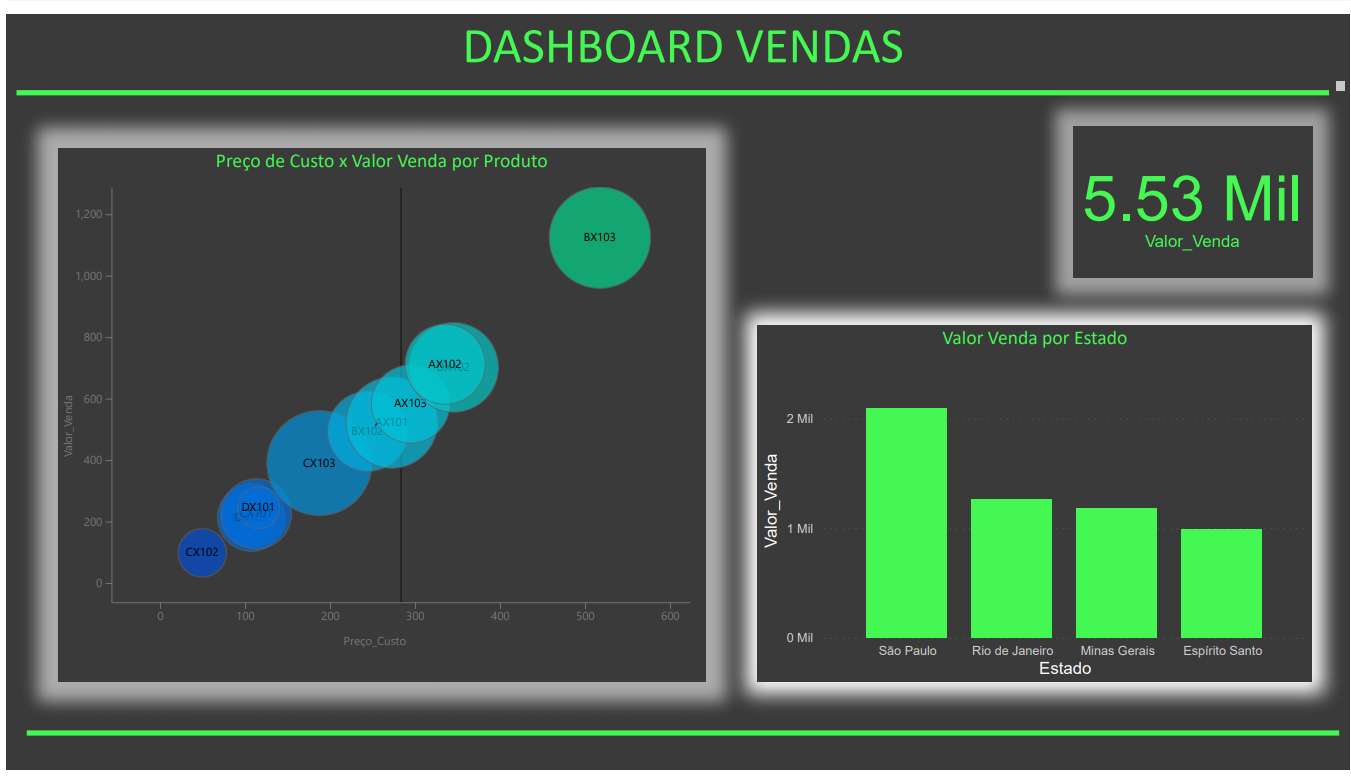 DASHBOARD VENDAS
Preço de Custo x Valor Venda por Produto
1,200
1,000
800
600
400
200
0
Valor_Venda
BX103
AX102
AX103
AX101
BX102
CX103
DX101
CX101
CX102
0 100 200 300 400 500 600
Preço_Custo
5.53 Mil
Valor_Venda
Valor Venda por Estado
2 Mil
1 Mil
0 Mil
Valor_Venda
São Paulo Rio de Janeiro Minas Gerais Espírito Santo
Estado